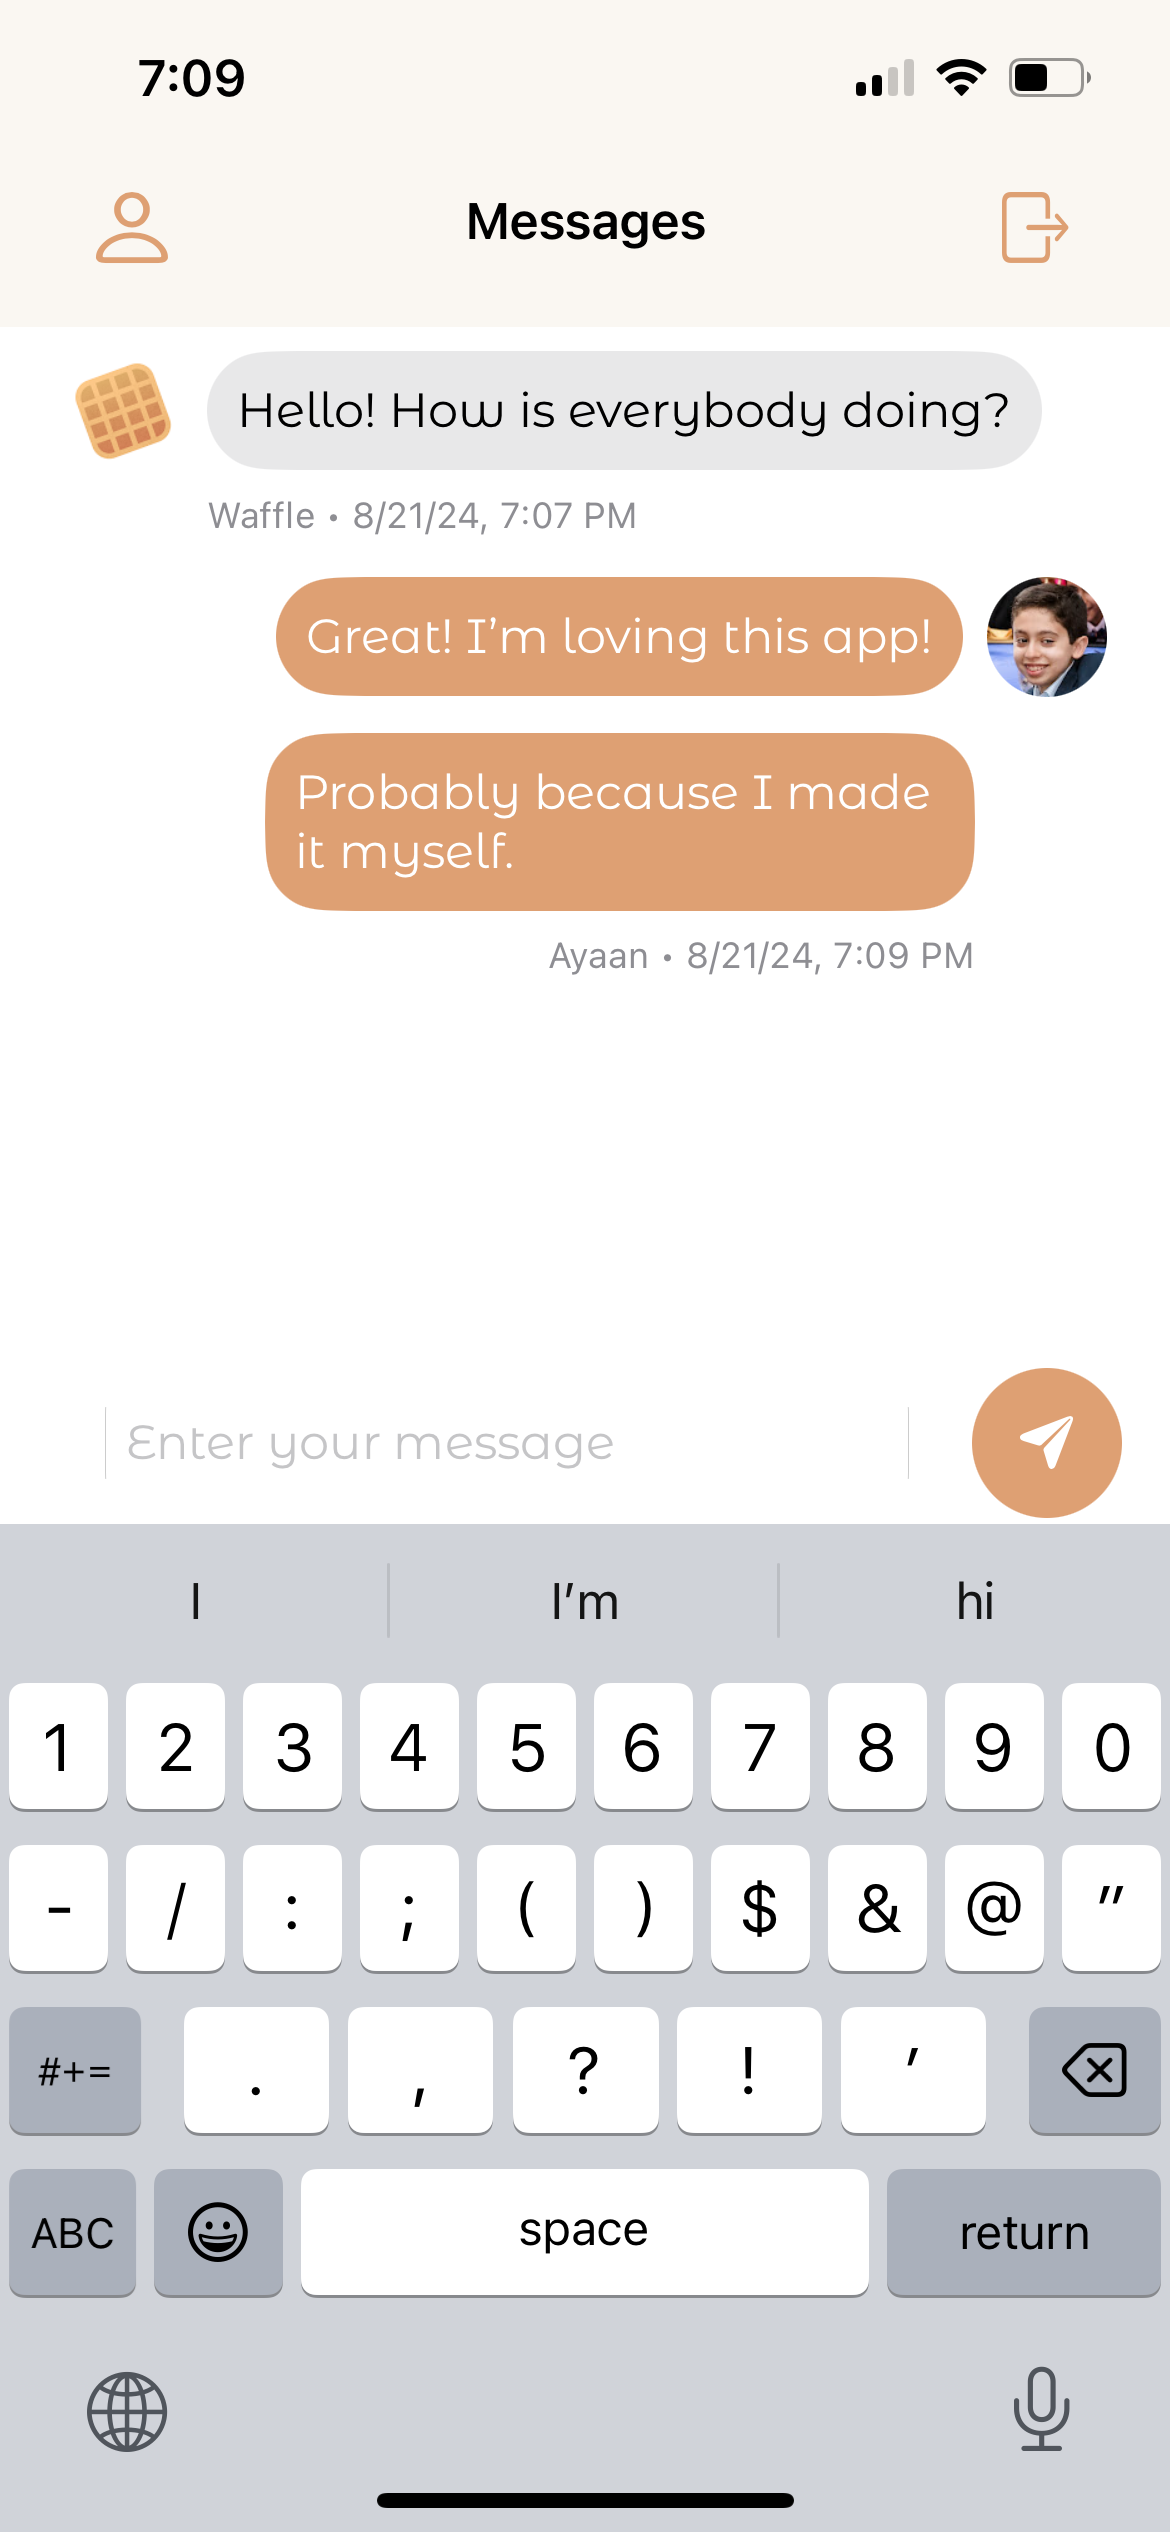 7:09
Messages
Hello! How is everybody doing?
Waffle • 8/21/24, 7:07 PM
Great! I’m loving this app!
Probably because I made
it myself.
Ayaan • 8/21/24, 7:09 PM
Enter your message
I I’m hi
1 2 3 4 5 6 7 8 9 0
- / : ; ( ) $ & @ "
#+= . , ? ! ’
ABC space return